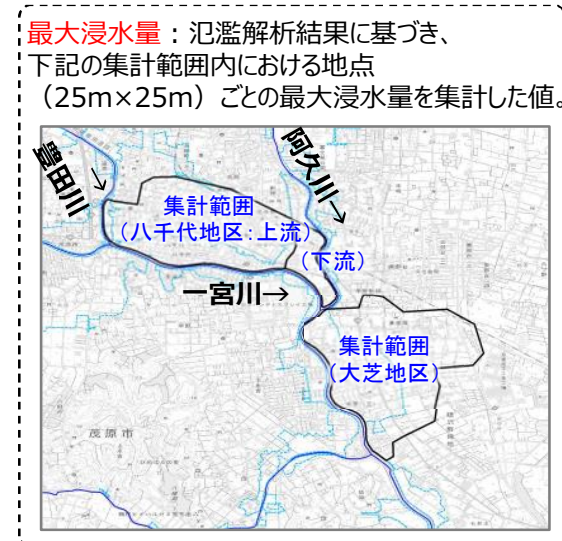 最大浸水量：氾濫解析結果に基づき、
下記の集計範囲内における地点
（25m×25m）ごとの最大浸水量を集計した値。
豊田川→
阿久川→
集計範囲
（八千代地区：上流）
（下流）
一宮川→
集計範囲
（大芝地区）
茂原市